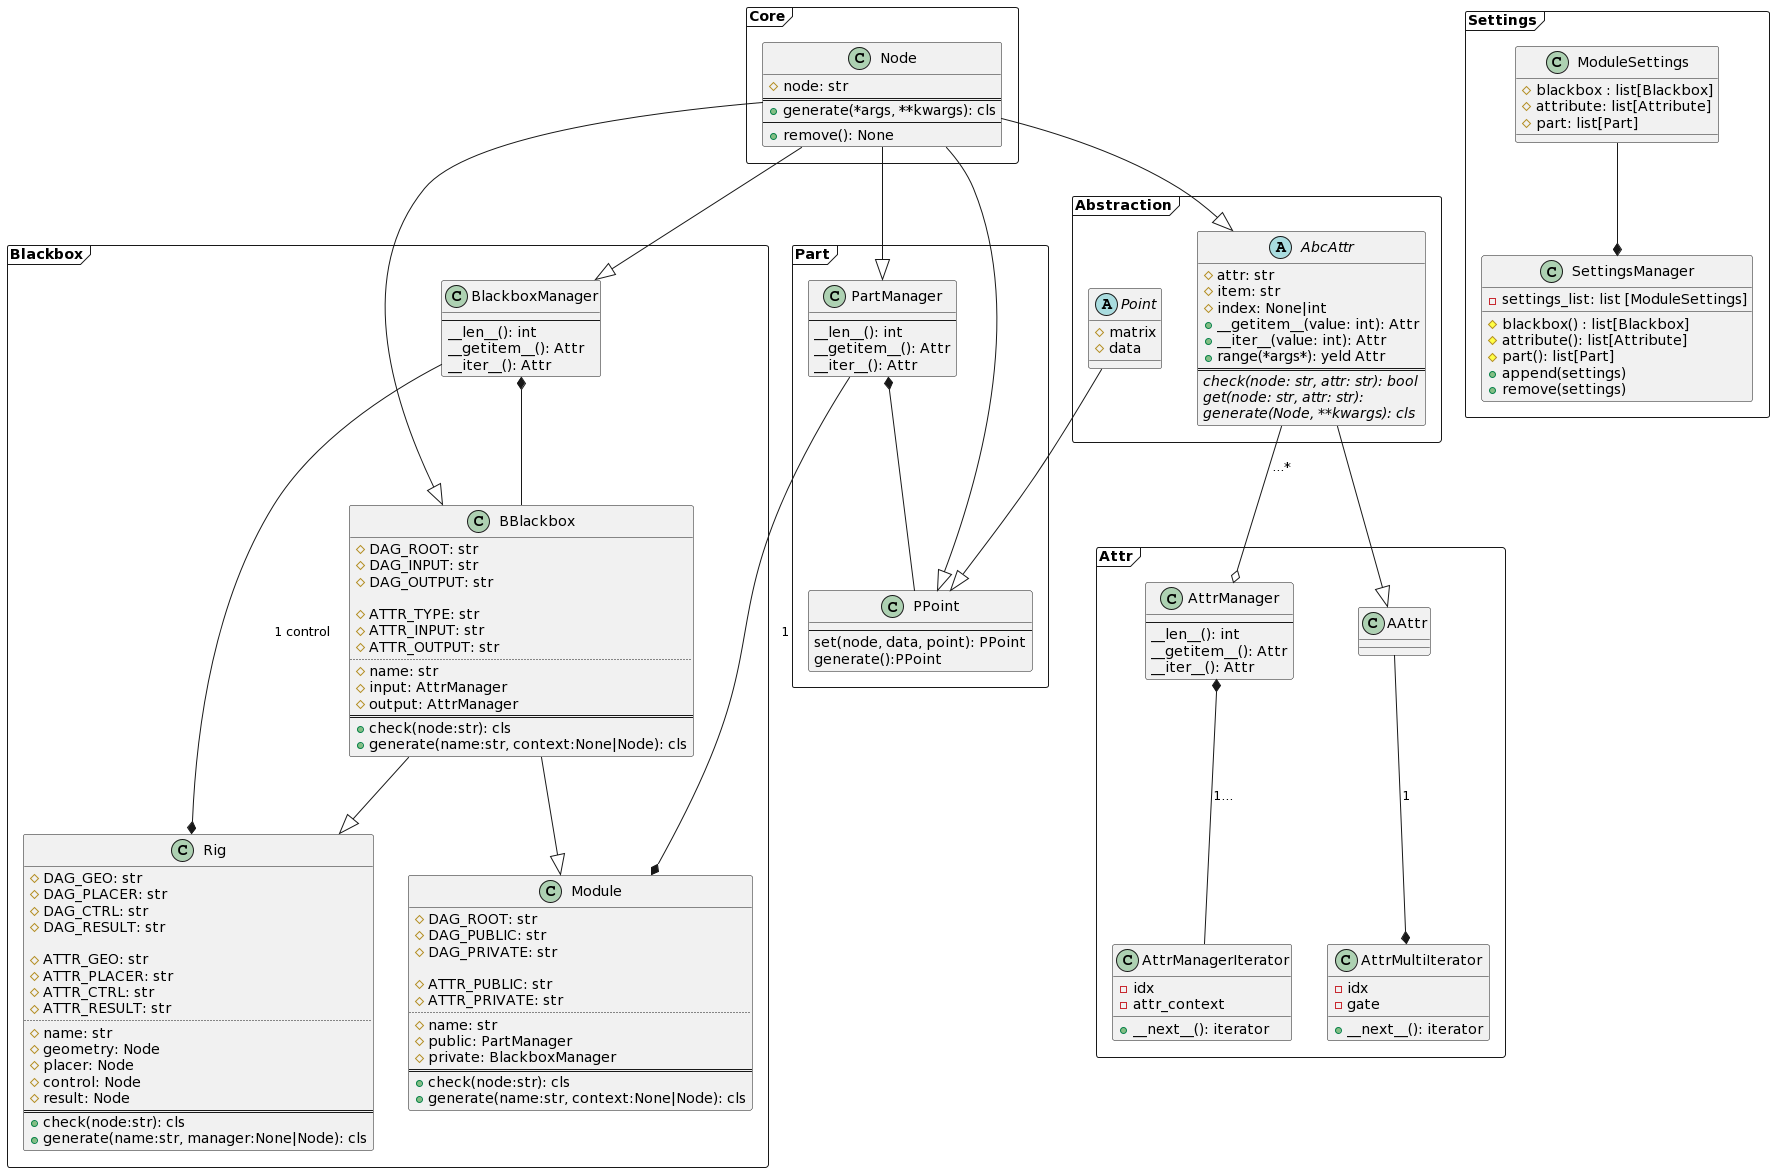 Core
C Node
node: str
generate(*args, **kwargs): cls
remove(): None
Settings
C ModuleSettings
blackbox : list[Blackbox]
attribute: list[Attribute]
part: list[Part]
C SettingsManager
settings_list: list [ModuleSettings]
blackbox() : list[Blackbox]
attribute(): list[Attribute]
part(): list[Part]
append(settings)
remove(settings)
Abstraction
A Point
matrix
data
A AbcAttr
attr: str
item: str
index: None|int
__getitem__(value: int): Attr
__iter__(value: int): Attr
range(*args*): yeld Attr
check(node: str, attr: str): bool
get(node: str, attr: str):
generate(Node, **kwargs): cls
...*
Blackbox
C BlackboxManager
__len__(): int
__getitem__(): Attr
__iter__(): Attr
C BBlackbox
DAG_ROOT: str
DAG_INPUT: str
DAG_OUTPUT: str
ATTR_TYPE: str
ATTR_INPUT: str
ATTR_OUTPUT: str
name: str
input: AttrManager
output: AttrManager
check(node:str): cls
generate(name:str, context:None|Node): cls
1 control
C Rig
DAG_GEO: str
DAG_PLACER: str
DAG_CTRL: str
DAG_RESULT: str
ATTR_GEO: str
ATTR_PLACER: str
ATTR_CTRL: str
ATTR_RESULT: str
name: str
geometry: Node
placer: Node
control: Node
result: Node
check(node:str): cls
generate(name:str, manager:None|Node): cls
C Module
DAG_ROOT: str
DAG_PUBLIC: str
DAG_PRIVATE: str
ATTR_PUBLIC: str
ATTR_PRIVATE: str
name: str
public: PartManager
private: BlackboxManager
check(node:str): cls
generate(name:str, context:None|Node): cls
Part
C PartManager
__len__(): int
__getitem__(): Attr
__iter__(): Attr
1
C PPoint
set(node, data, point): PPoint
generate():PPoint
Attr
C AttrManager
__len__(): int
__getitem__(): Attr
__iter__(): Attr
C AAttr
1...
1
C AttrManagerIterator
idx
attr_context
__next__(): iterator
C AttrMultiIterator
idx
gate
__next__(): iterator